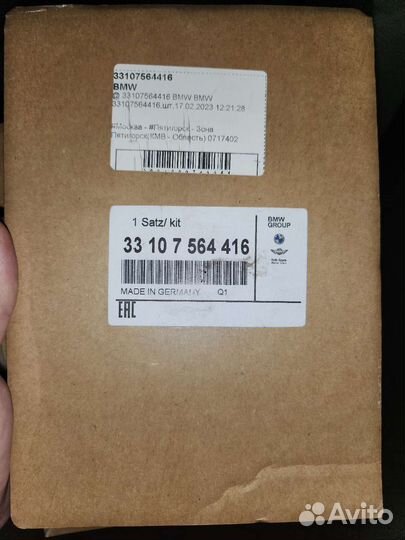 33107564416
BMW
@ 33107564416 BMW BMW
33107564416,шт.17.02.2023 12:21:28
#Москва - #Пятигорск - Зона
Пятигорск(КМВ - Область) 0717402
1 Satz/ kit
33 10 7 564 416
MADE IN GERMANY Q1
BMW
GROUP
EAC
Avito